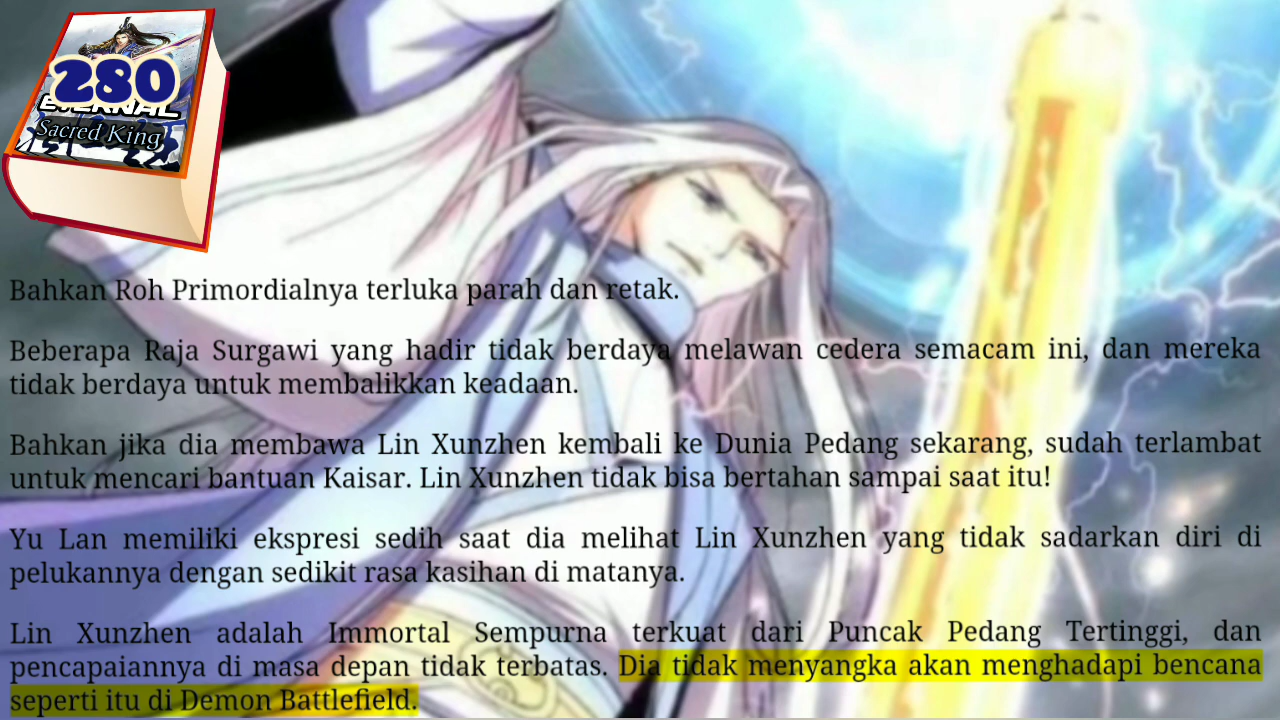 280
ETERNAL
Sacred King
Bahkan Roh Primordialnya terluka parah dan retak.
Beberapa Raja Surgawi yang hadir tidak berdaya melawan cedera semacam ini, dan mereka
tidak berdaya untuk membalikkan keadaan.
Bahkan jika dia membawa Lin Xunzhen kembali ke Dunia Pedang sekarang, sudah terlambat
untuk mencari bantuan Kaisar. Lin Xunzhen tidak bisa bertahan sampai saat itu!
Yu Lan memiliki ekspresi sedih saat dia melihat Lin Xunzhen yang tidak sadarkan diri di
pelukannya dengan sedikit rasa kasihan di matanya.
Lin Xunzhen adalah Immortal Sempurna terkuat dari Puncak Pedang Tertinggi, dan
pencapaiannya di masa depan tidak terbatas. Dia tidak menyangka akan menghadapi bencana
seperti itu di Demon Battlefield.